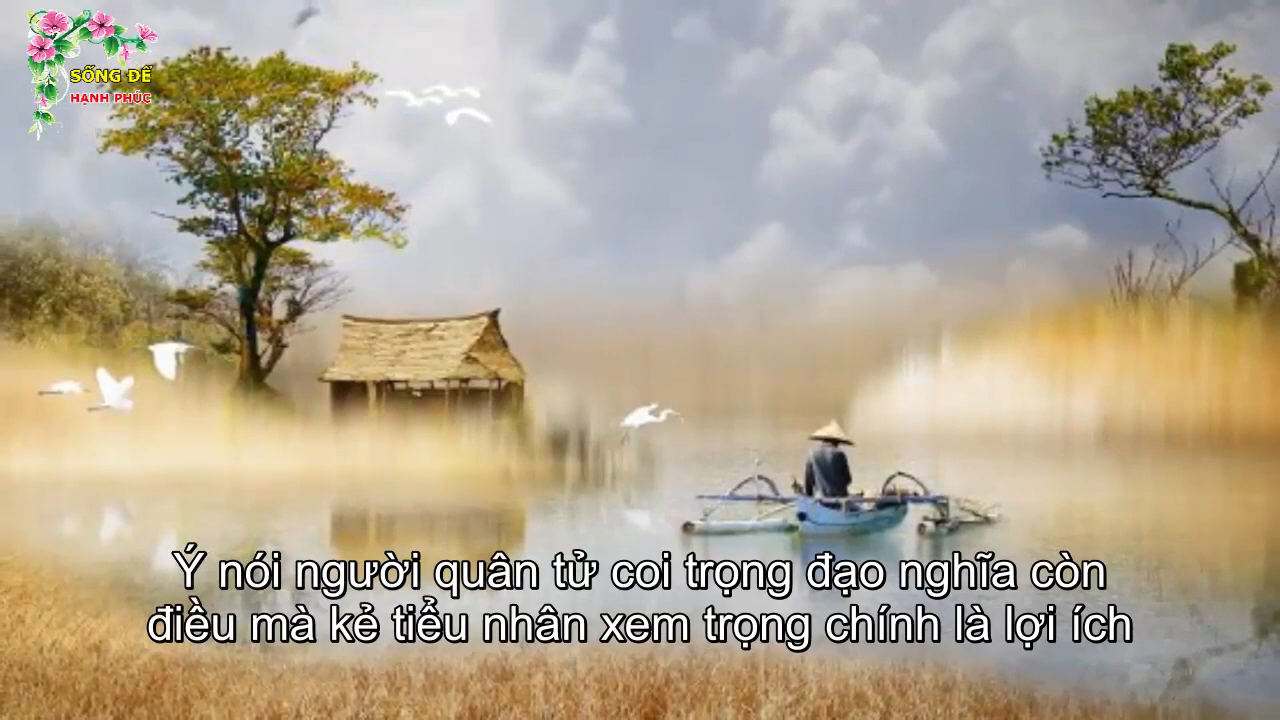 SỐNG ĐỂ
HẠNH PHÚC
Ý nói người quân tử coi trọng đạo nghĩa còn
điều mà kẻ tiểu nhân xem trọng chính là lợi ích